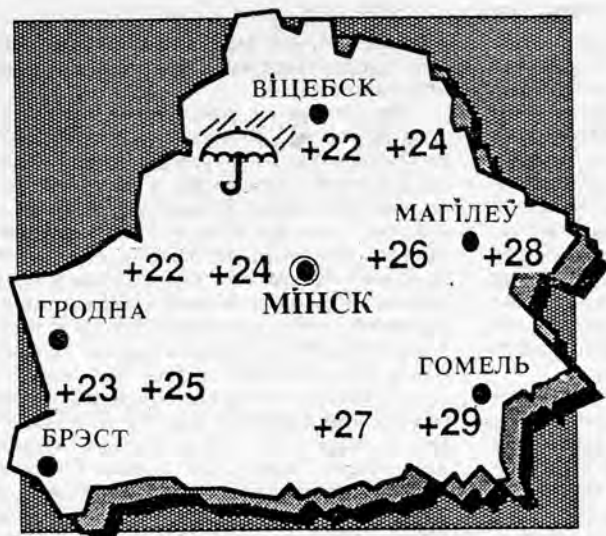 ВІЦЕБСК
+22 +24
МАГІЛЕЎ
+26 +28
+22 +24
МІНСК
ГРОДНА
+23 +25
ГОМЕЛЬ
+27 +29
БРЭСТ